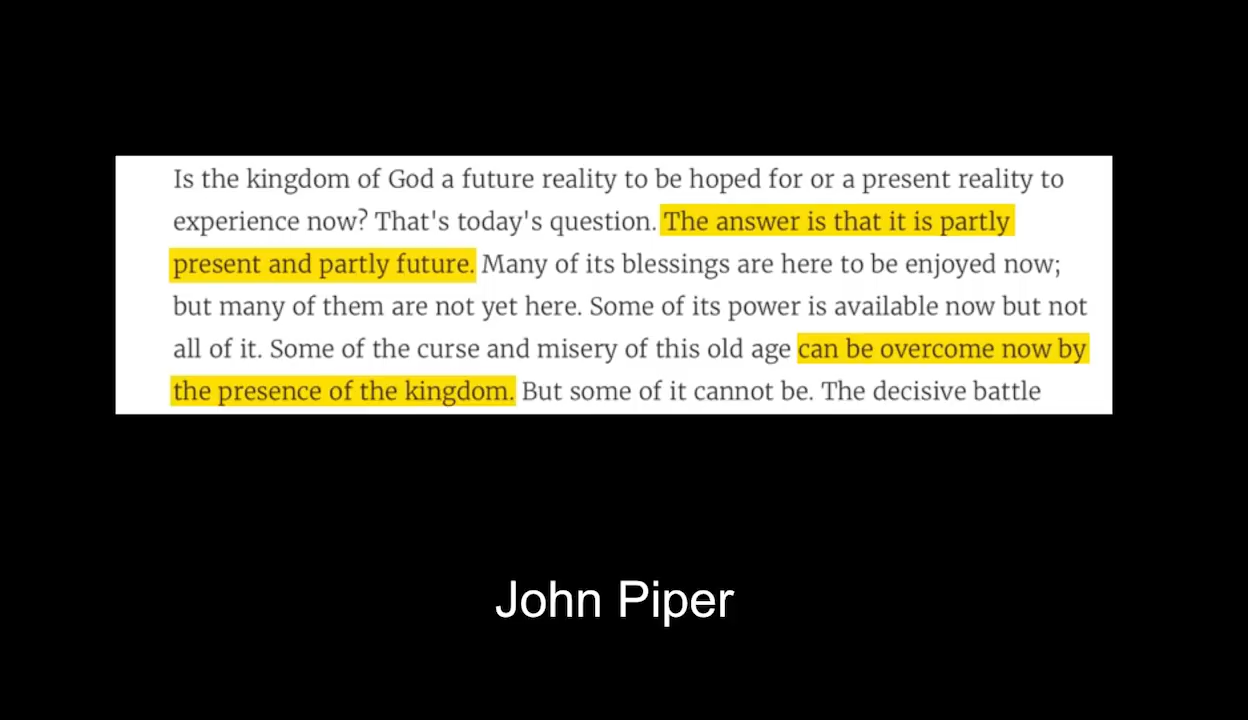 Is the kingdom of God a future reality to be hoped for or a present reality to
experience now? That's today's question. The answer is that it is partly
present and partly future. Many of its blessings are here to be enjoyed now;
but many of them are not yet here. Some of its power is available now but not
all of it. Some of the curse and misery of this old age can be overcome now by
the presence of the kingdom. But some of it cannot be. The decisive battle
John Piper